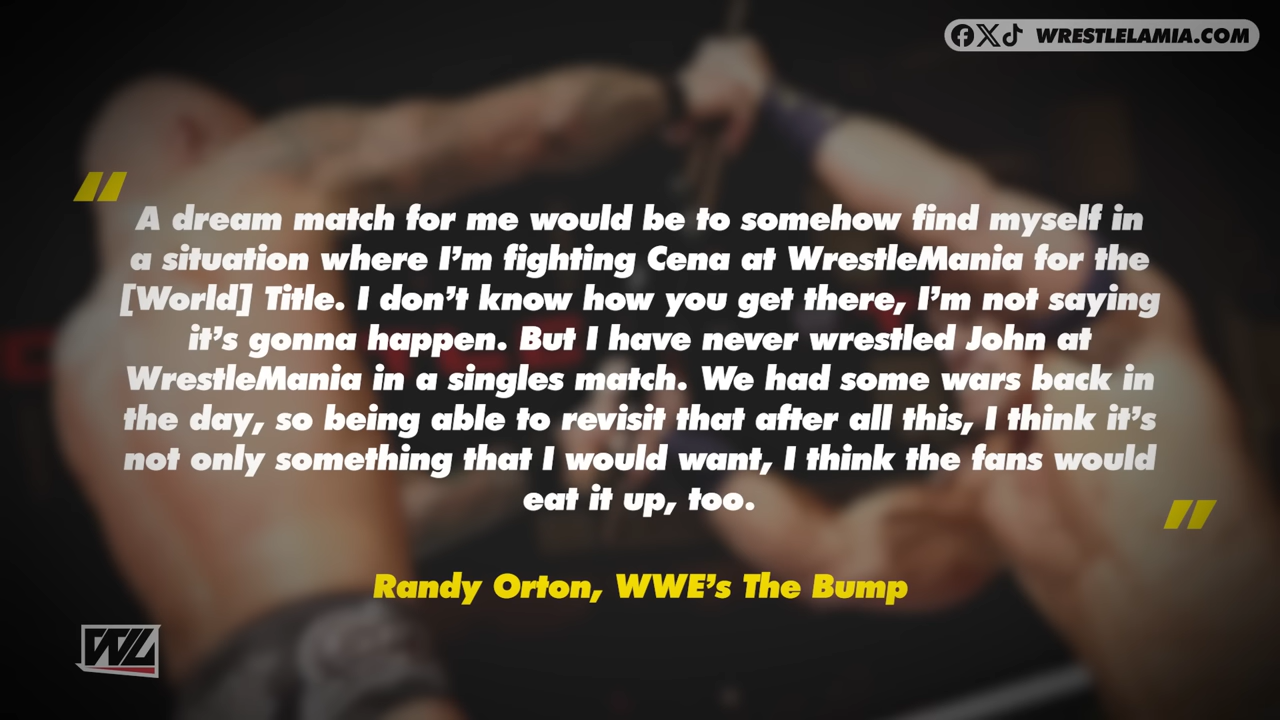 WRESTLELAMIA.COM
"
A dream match for me would be to somehow find myself in
a situation where I'm fighting Cena at WrestleMania for the
[World] Title. I don't know how you get there, I'm not saying
it's gonna happen. But I have never wrestled John at
WrestleMania in a singles match. We had some wars back in
the day, so being able to revisit that after all this, I think it's
not only something that I would want, I think the fans would
eat it up, too.
"
Randy Orton, WWE's The Bump
WL